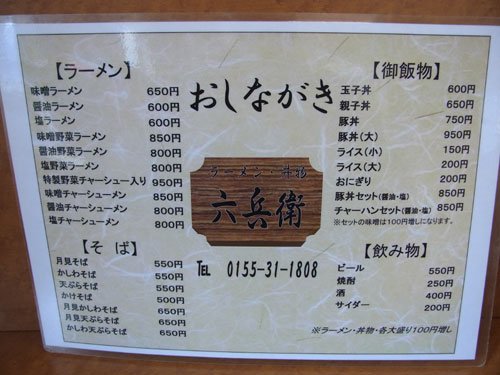 【ラーメン】
味噌ラーメン 650円
醤油ラーメン 600円
塩ラーメン 600円
味噌野菜ラーメン 850円
醤油野菜ラーメン 800円
塩野菜ラーメン 800円
特製野菜チャーシュー入り 950円
味噌チャーシューメン 850円
醤油チャーシューメン 800円
塩チャーシューメン 800円
【そ ば】
月見そば 550円
かしわそば 550円
天ぷらそば 550円
かけそば 500円
月見かしわそば 650円
月見天ぷらそば 650円
かしわ天ぷらそば 650円
おしながき
ラーメン・丼物
六兵衛
TEL 0155-31-1808
【御飯物】
玉子丼 600円
親子丼 650円
豚丼 750円
豚丼(大) 950円
ライス(小) 150円
ライス(大) 200円
おにぎり 200円
豚丼セット(醤油・塩) 850円
チャーハンセット(醤油・塩) 850円
※セットの味噌は100円増しになります。
【飲み物】
ビール 550円
焼酎 250円
酒 400円
サイダー 200円
※ラーメン・丼物・各大盛り100円増し